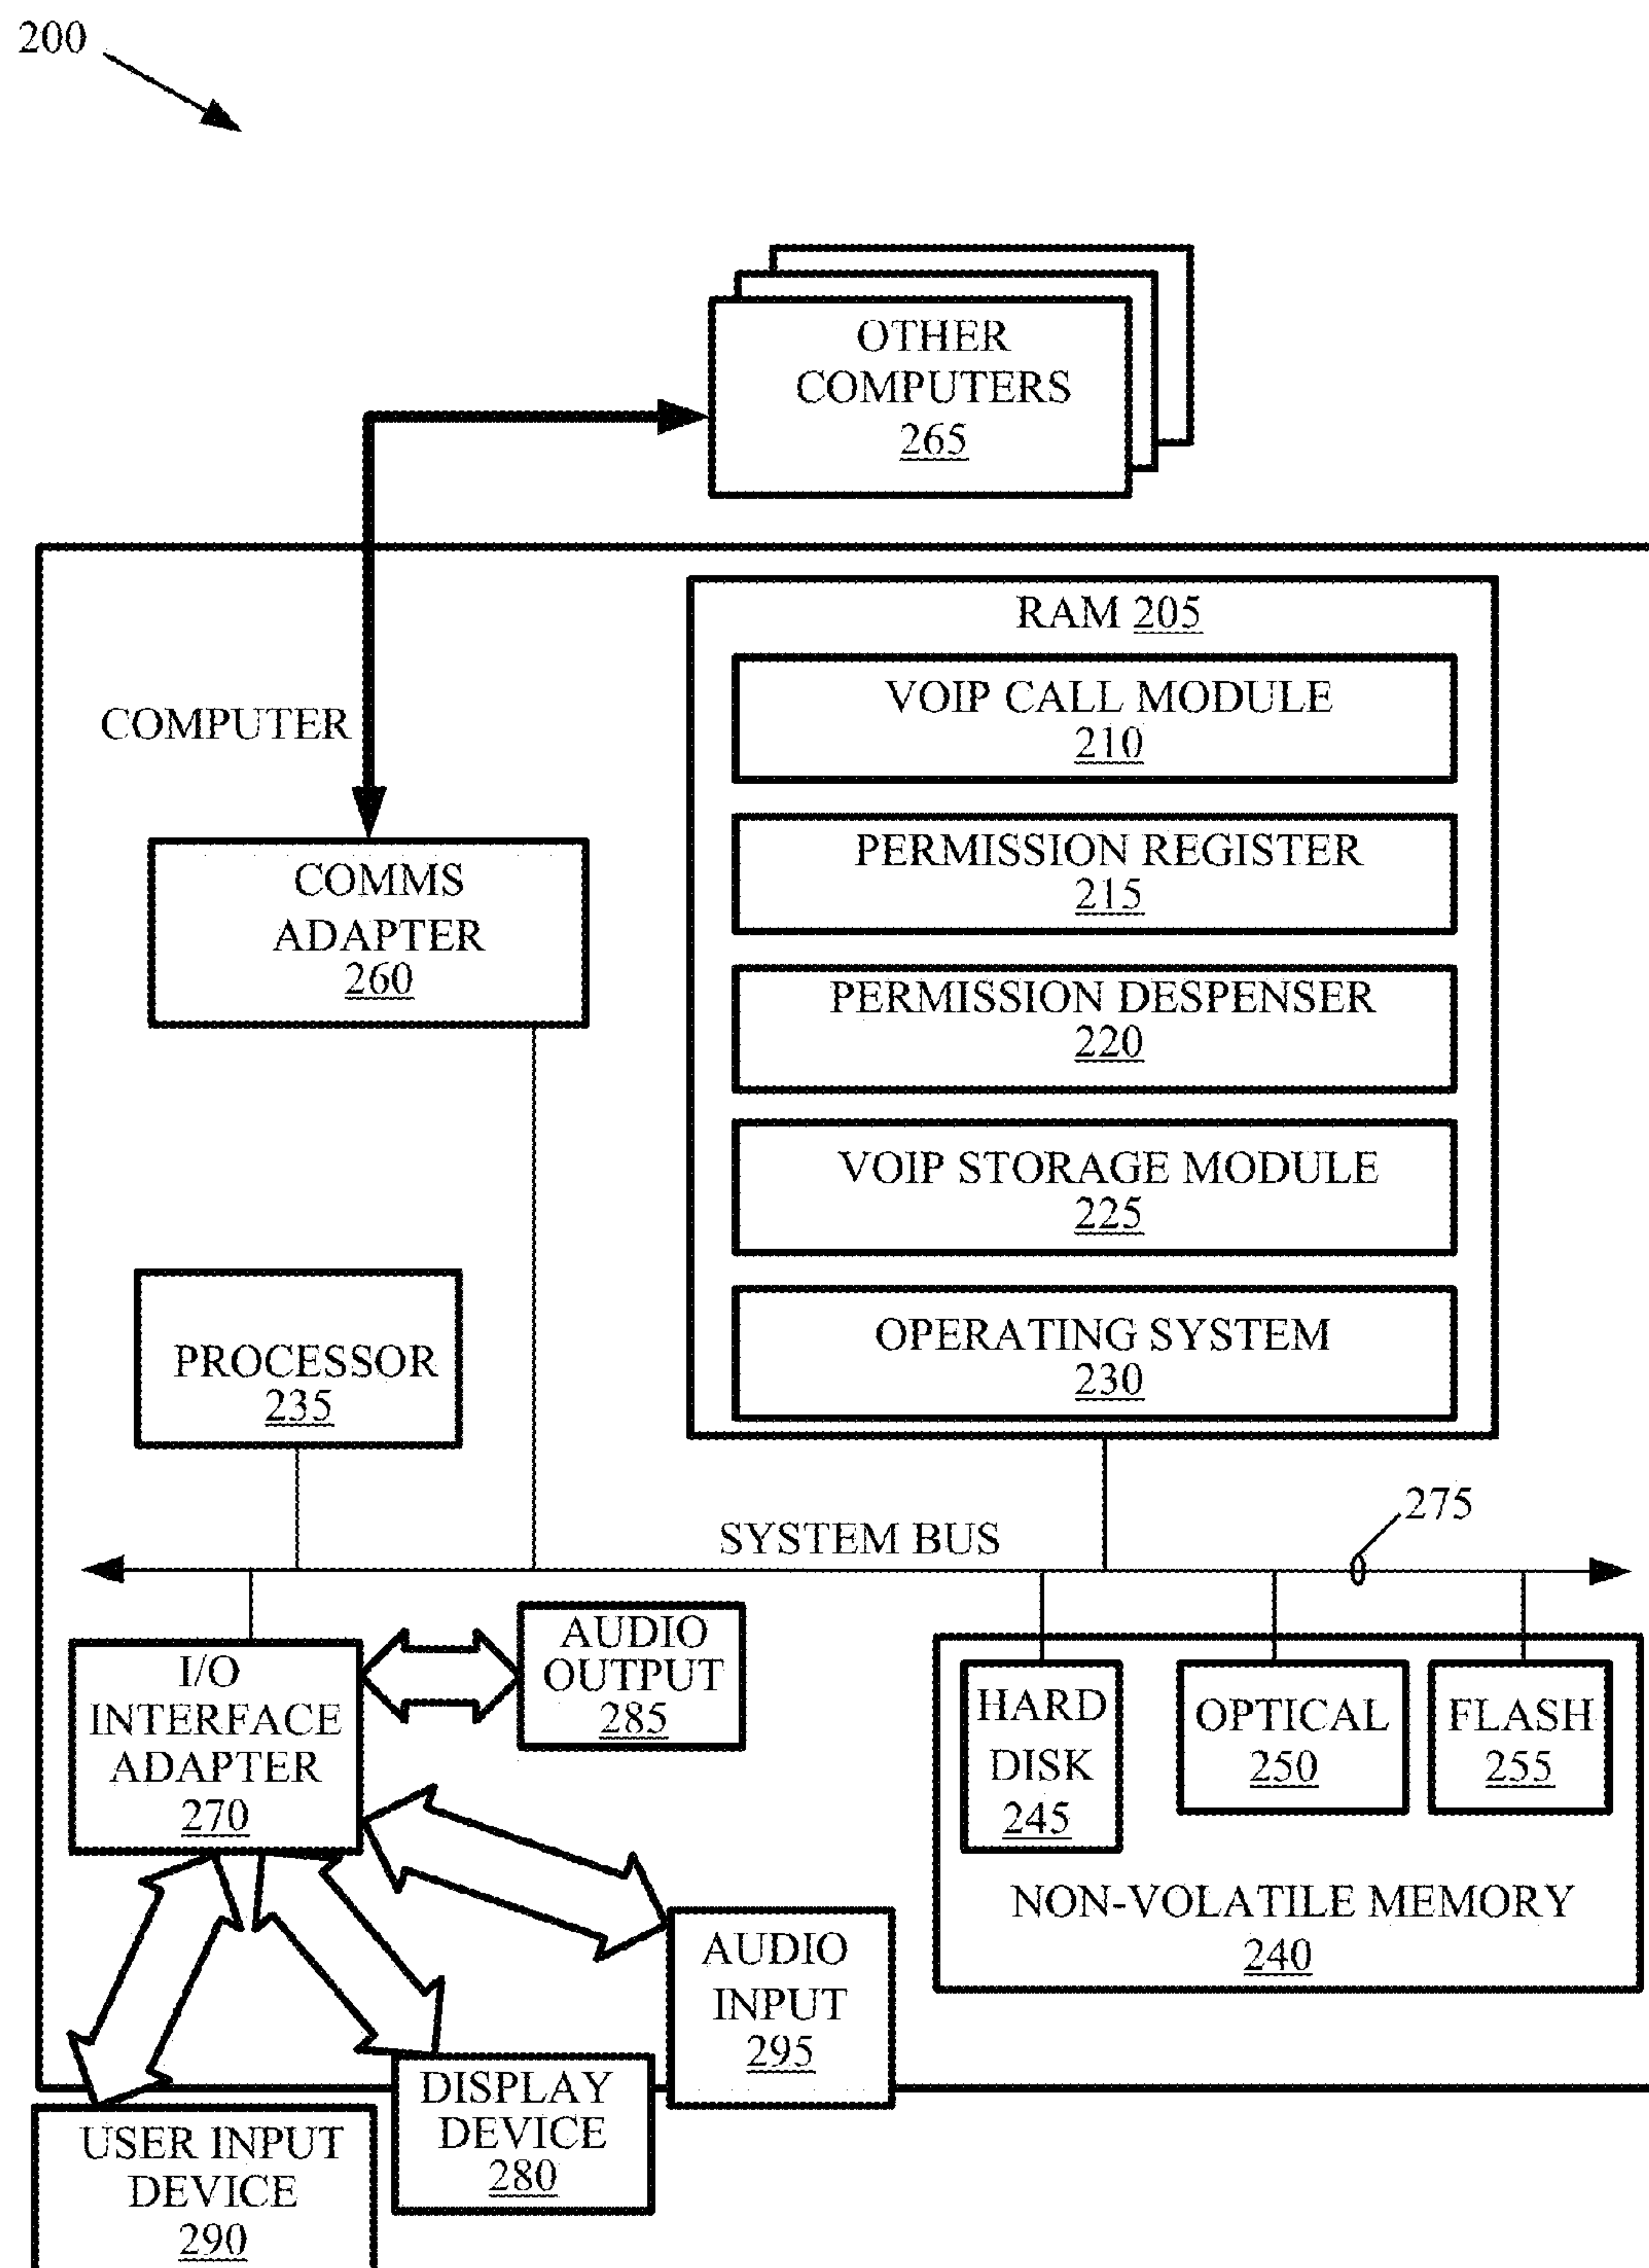 200
OTHER
COMPUTERS
265
COMPUTER
RAM 205
VOIP CALL MODULE
210
PERMISSION REGISTER
215
PERMISSION DESPENSER
220
VOIP STORAGE MODULE
225
OPERATING SYSTEM
230
COMMS
ADAPTER
260
PROCESSOR
235
SYSTEM BUS
275
I/O
INTERFACE
ADAPTER
270
AUDIO
OUTPUT
285
HARD
DISK
245
OPTICAL
250
FLASH
255
NON-VOLATILE MEMORY
240
AUDIO
INPUT
295
DISPLAY
DEVICE
280
USER INPUT
DEVICE
290